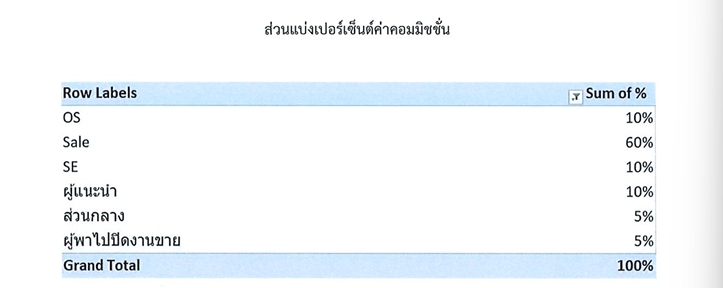 ส่วนแบ่งเปอร์เซ็นต์ค่าคอมมิชชั่น
Row Labels Sum of %
OS 10%
Sale 60%
SE 10%
ผู้แนะนำ 10%
ส่วนกลาง 5%
ผู้พาไปปิดงานขาย 5%
Grand Total 100%